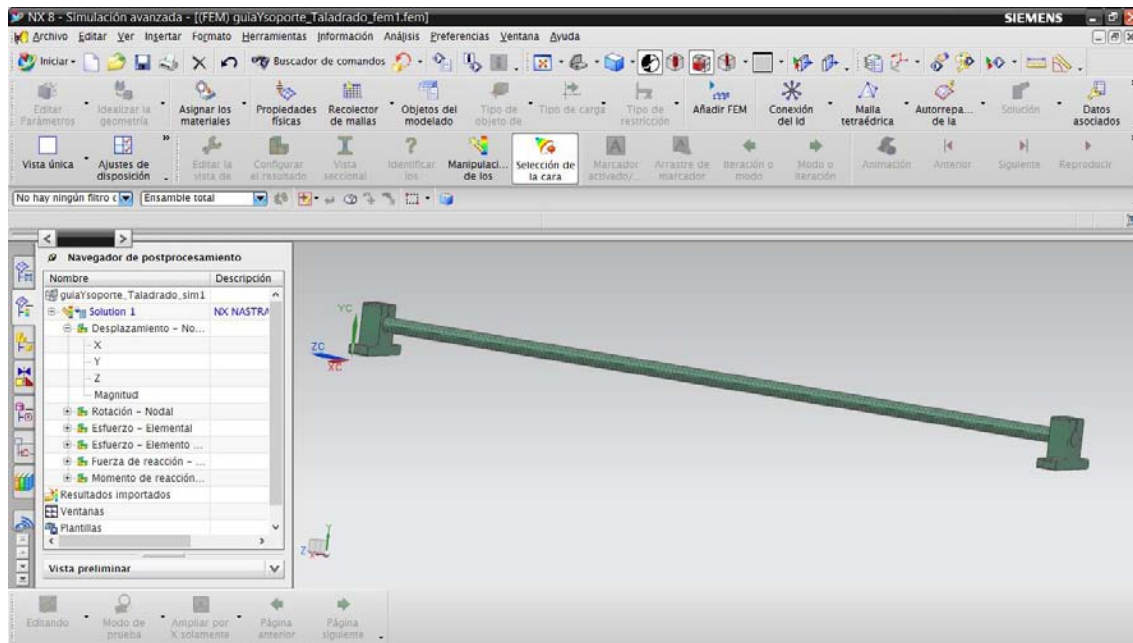 NX 8 - Simulación avanzada - [(FEM) guiaYsoporte_Taladrado_fem1.fem]
SIEMENS
Archivo Editar Ver Insertar Formato Herramientas Información Análisis Preferencias Ventana Ayuda
Iniciar Buscador de comandos
Editar Parámetros
Idealizar la geometría
Asignar los materiales
Propiedades físicas
Recolector de mallas
Objetos del modelado
Tipo de objeto de
Tipo de carga
Tipo de restricción
Añadir FEM
Conexión del 1d
Malla tetraédrica
Autorrepa... de la
Solución
Datos asociados
Vista única
Ajustes de disposición
Editar la vista de
Configurar el resultado
Vista seccional
Identificar los
Manipulaci... de los
Selección de la cara
Marcador activado/...
Arrastre de marcador
Iteración o modo
Modo o iteración
Animación
Anterior
Siguiente
Reproducir
No hay ningún filtro c
Ensamble total
Navegador de postprocesamiento
Nombre Descripción
guiaYsoporte_Taladrado_sim1
Solution 1 NX NASTRA
Desplazamiento - No...
X
Y
Z
Magnitud
Rotación - Nodal
Esfuerzo - Elemental
Esfuerzo - Elemento ...
Fuerza de reacción - ...
Momento de reacción...
Resultados importados
Ventanas
Plantillas
Vista preliminar
YC
ZC
XC
Y
Z
X
Editando
Modo de prueba
Ampliar por X solamente
Página anterior
Página siguiente